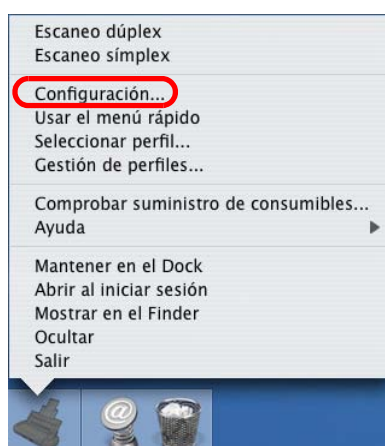 Escaneo dúplex
Escaneo símplex
Configuración...
Usar el menú rápido
Seleccionar perfil...
Gestión de perfiles...
Comprobar suministro de consumibles...
Ayuda
Mantener en el Dock
Abrir al iniciar sesión
Mostrar en el Finder
Ocultar
Salir
@